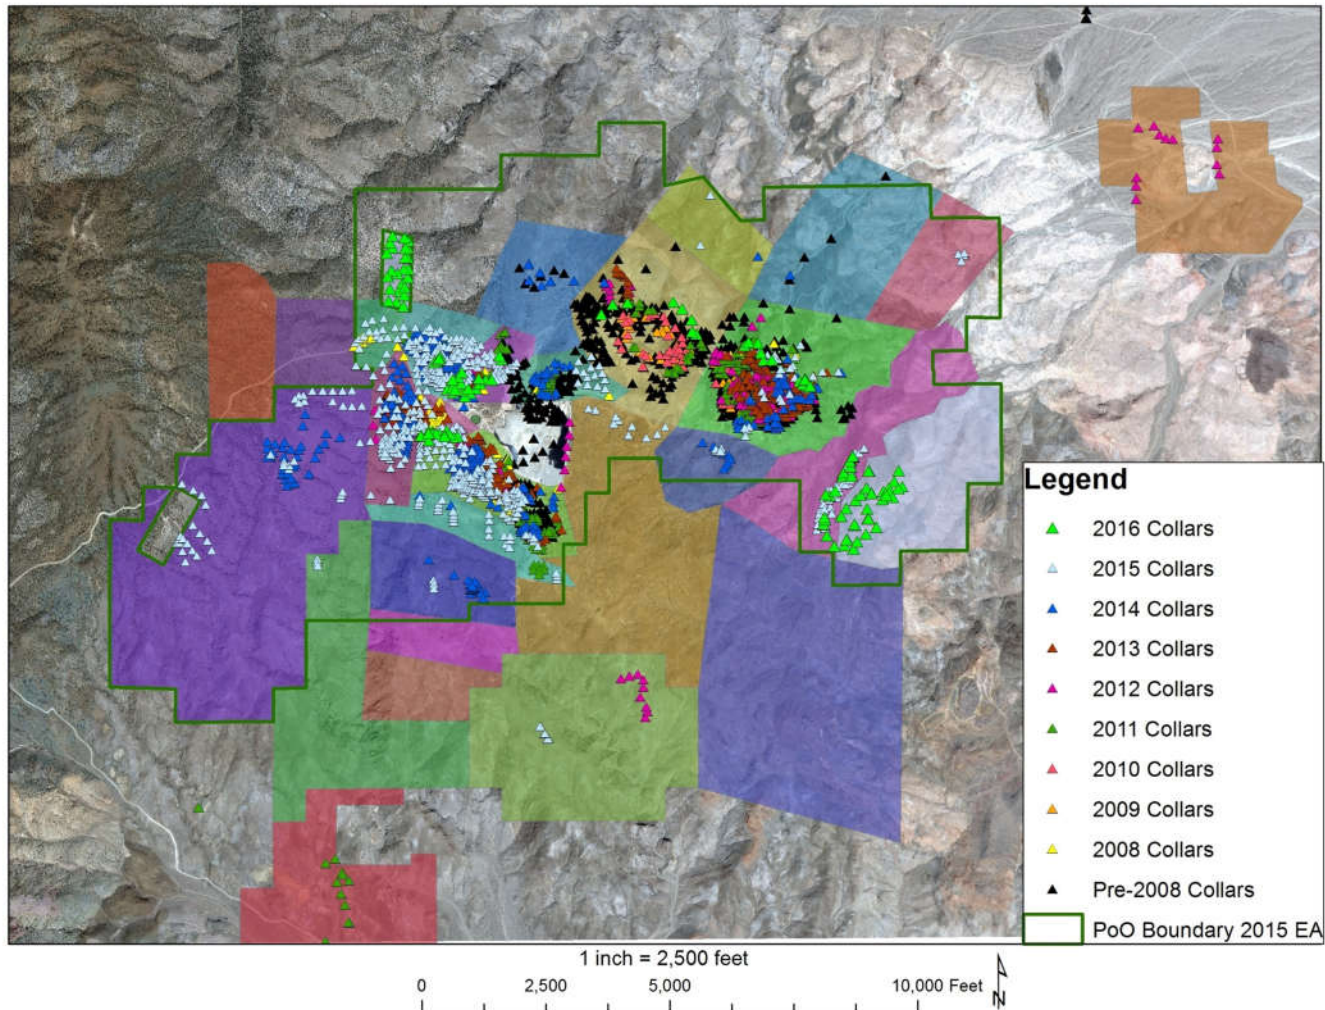 Legend
2016 Collars
2015 Collars
2014 Collars
2013 Collars
2012 Collars
2011 Collars
2010 Collars
2009 Collars
2008 Collars
Pre-2008 Collars
PoO Boundary 2015 EA
1 inch = 2,500 feet
0 2,500 5,000 10,000 Feet
N